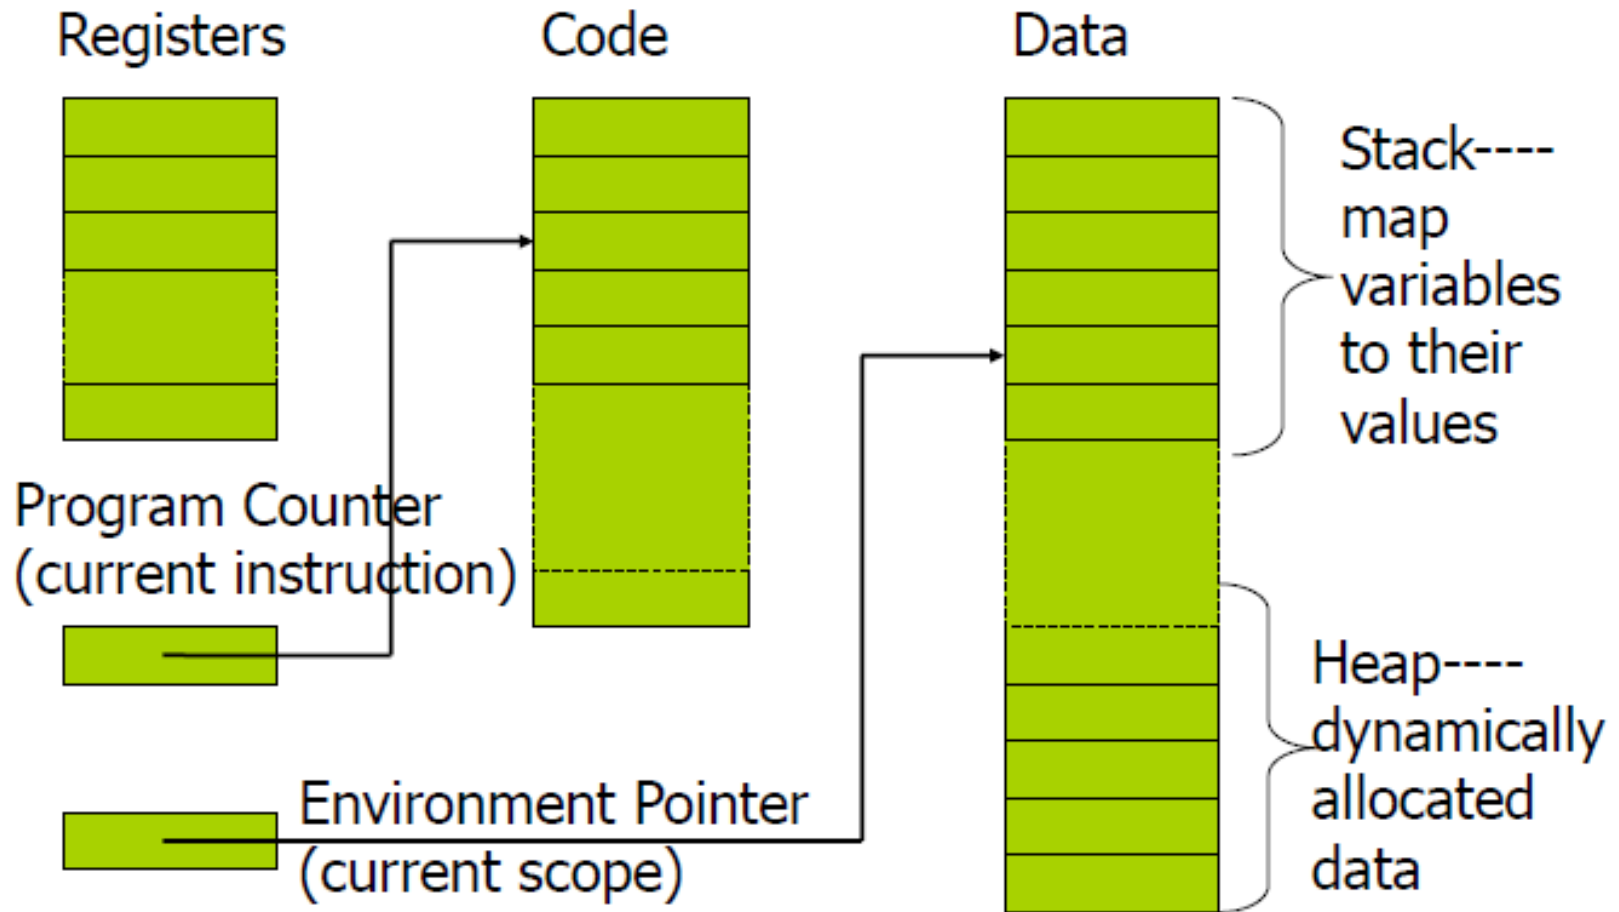 Registers
Code
Data
Stack----
map
variables
to their
values
Program Counter
(current instruction)
Heap----
dynamically
allocated
data
Environment Pointer
(current scope)